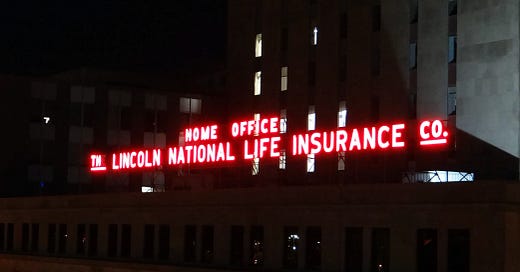 HOME OFFICE
TH LINCOLN NATIONAL LIFE INSURANCE CO.